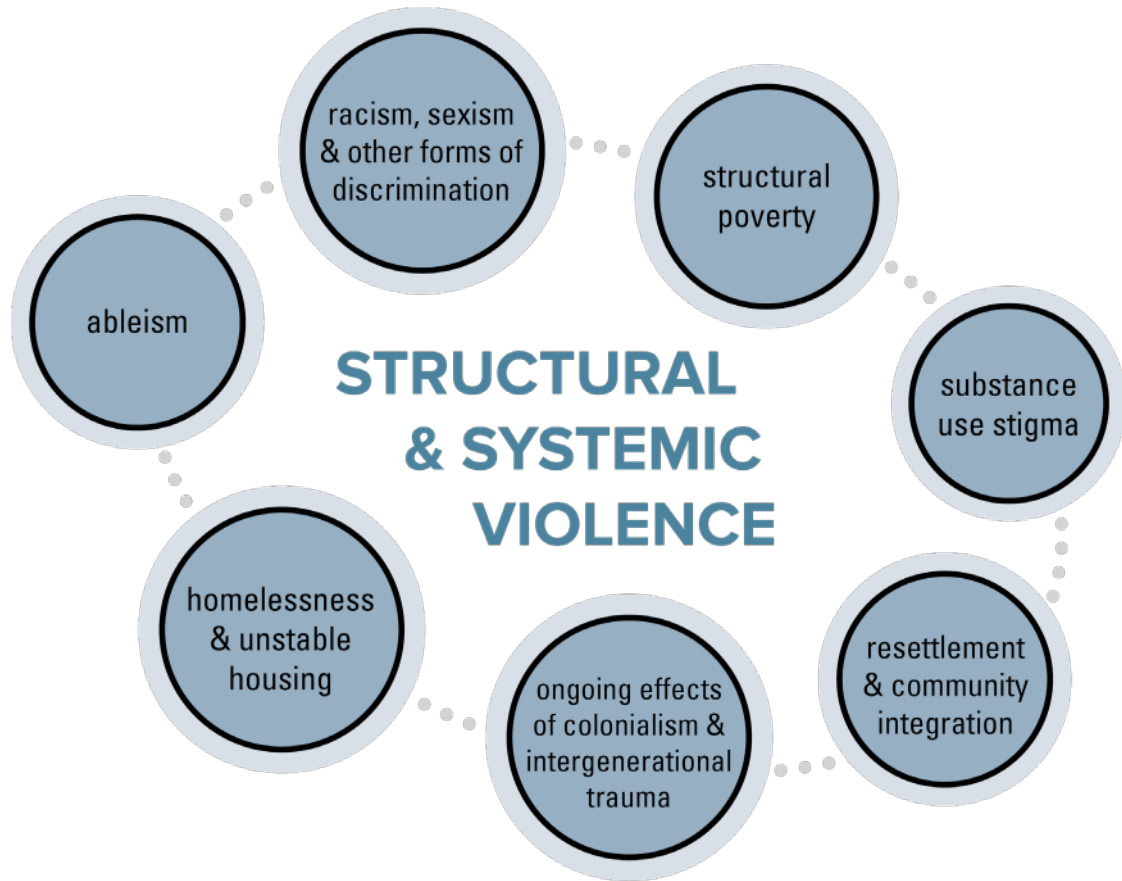 racism, sexism
& other forms of
discrimination
structural
poverty
ableism
substance
use stigma
STRUCTURAL
& SYSTEMIC
VIOLENCE
homelessness
& unstable
housing
ongoing effects
of colonialism &
intergenerational
trauma
resettlement
& community
integration